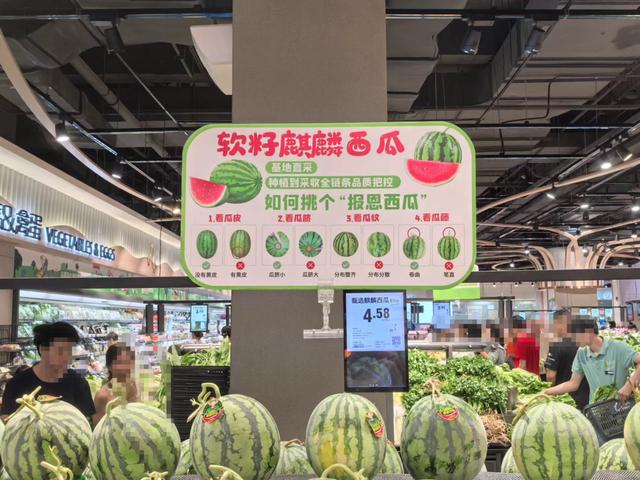 软籽麒麟西瓜
基地直采
种植到采收全链条品质把控
如何挑个“报恩西瓜”
1.看瓜皮
2.看瓜脐
3.看瓜纹
4.看瓜藤
没有黄皮
有黄皮
瓜脐小
瓜脐大
分布整齐
分布分散
卷曲
笔直
VEGETABLES & EGGS
甄选麒麟西瓜
4.58